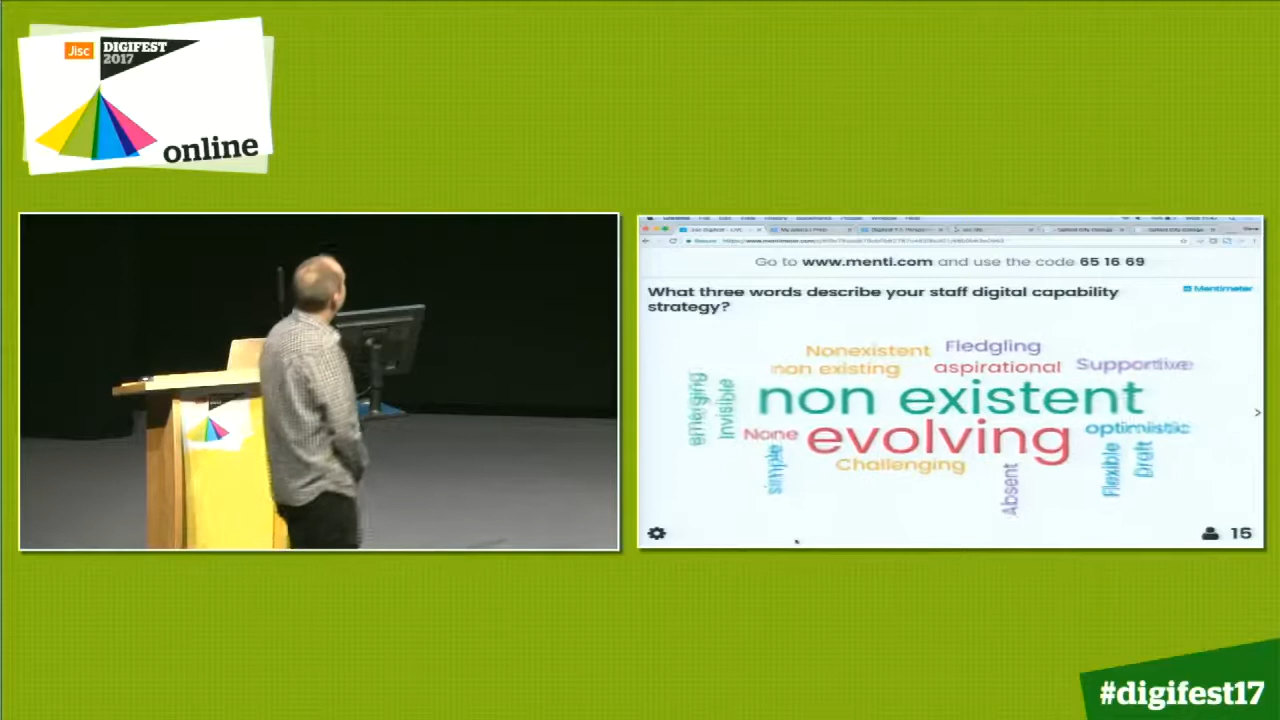 Jisc DIGIFEST
2017
online
Go to www.menti.com and use the code 65 16 69
What three words describe your staff digital capability
strategy?
Mentimeter
Nonexistent
Fledgling
non existing
aspirational
Supportive
emerging
Invisible
non existent
None
evolving
optimistic
simple
Challenging
Absent
Flexible
Draft
15
#digifest17